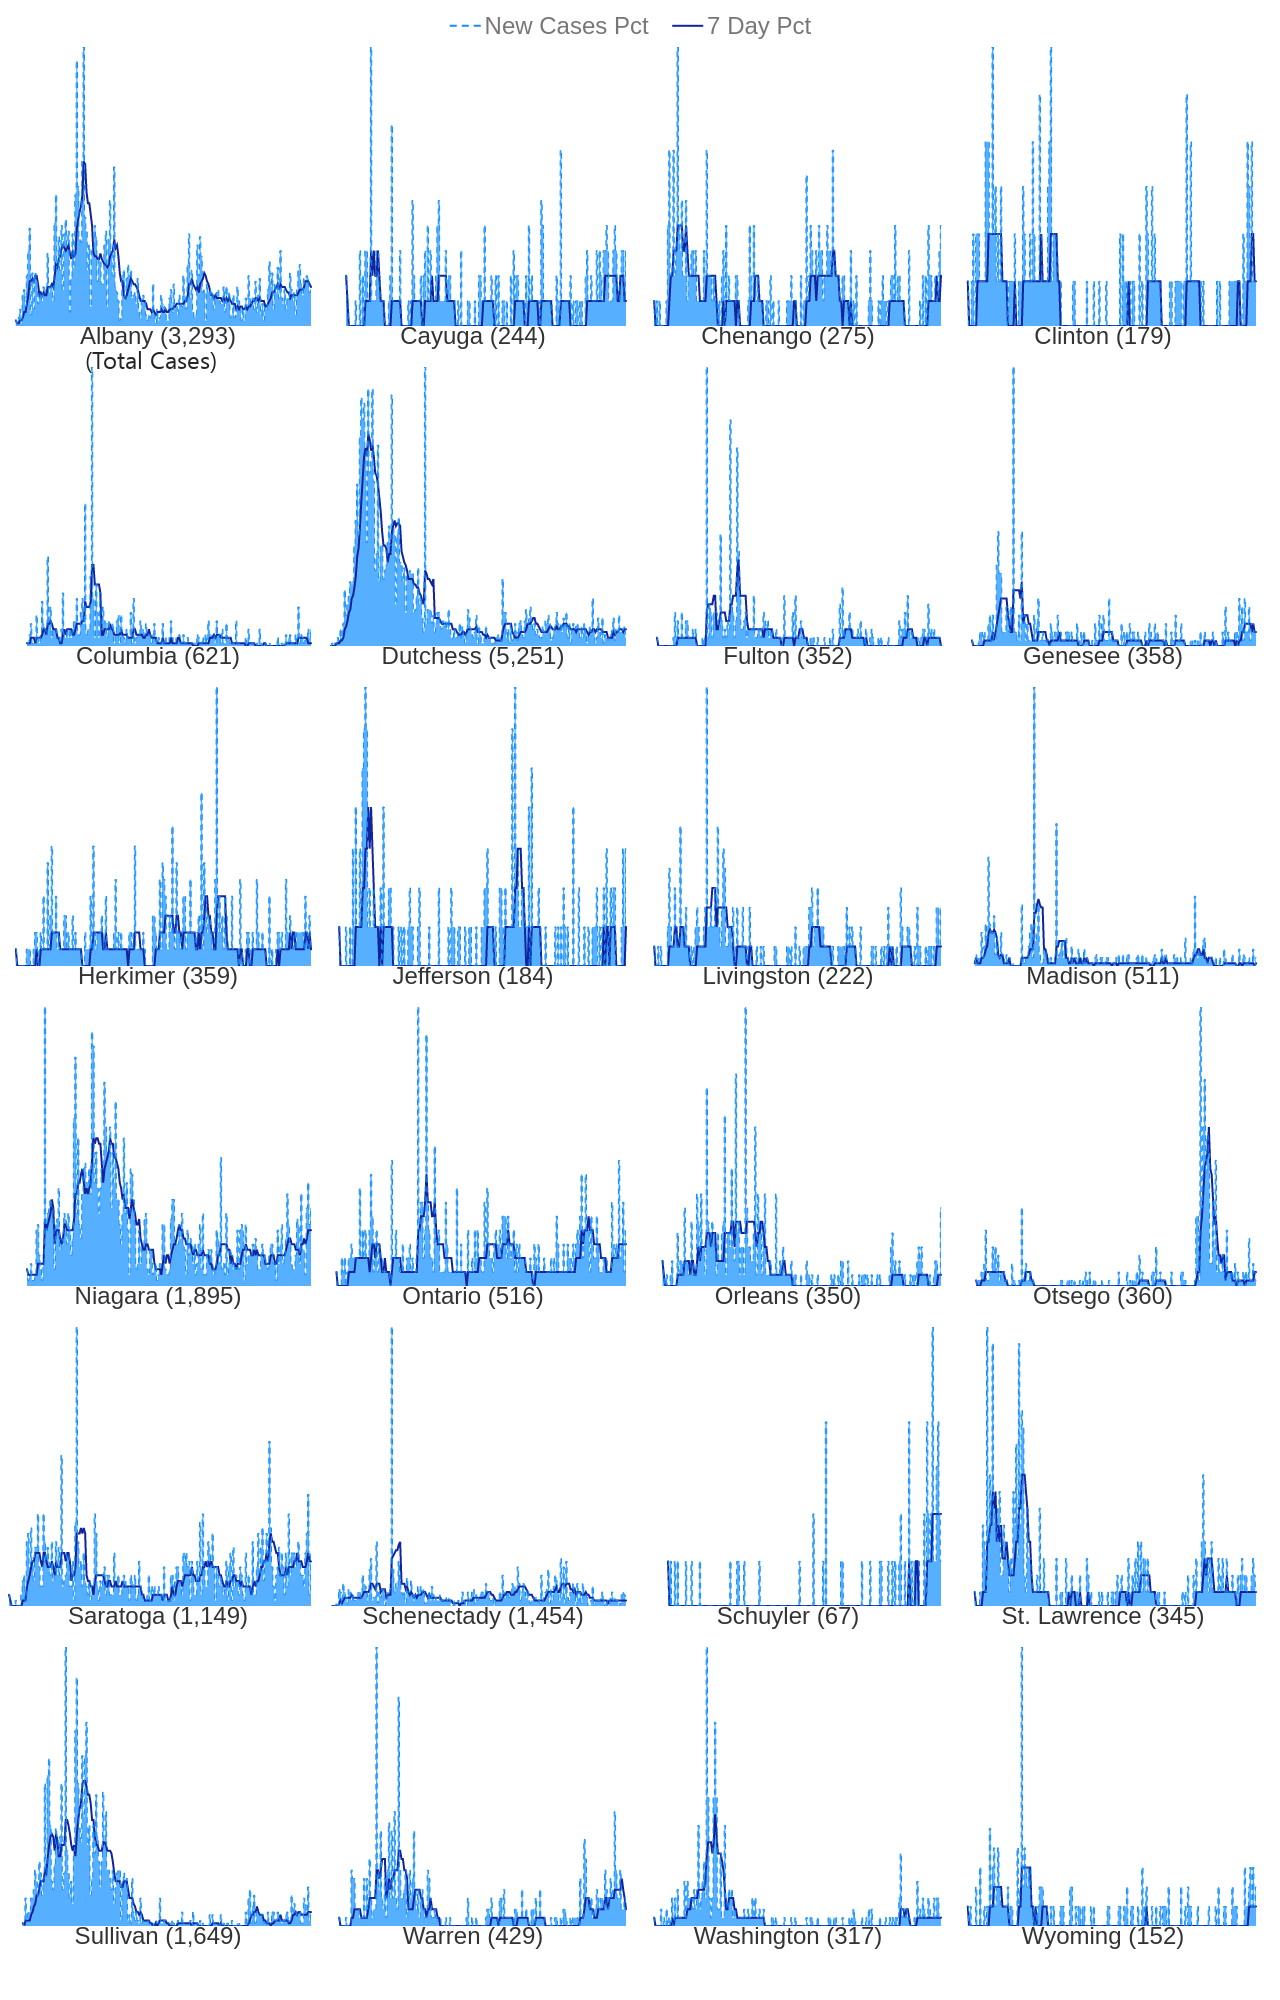 New Cases Pct 7 Day Pct
Albany (3,293) Cayuga (244) Chenango (275) Clinton (179)
(Total Cases)
Columbia (621) Dutchess (5,251) Fulton (352) Genesee (358)
Herkimer (359) Jefferson (184) Livingston (222) Madison (511)
Niagara (1,895) Ontario (516) Orleans (350) Otsego (360)
Saratoga (1,149) Schenectady (1,454) Schuyler (67) St. Lawrence (345)
Sullivan (1,649) Warren (429) Washington (317) Wyoming (152)